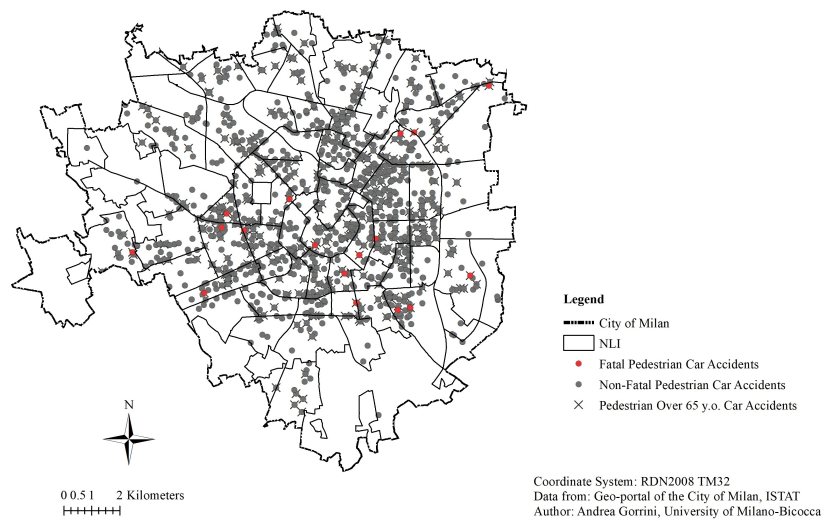 Legend
City of Milan
NLI
Fatal Pedestrian Car Accidents
Non-Fatal Pedestrian Car Accidents
Pedestrian Over 65 y.o. Car Accidents
N
0 0.5 1 2 Kilometers
Coordinate System: RDN2008 TM32
Data from: Geo-portal of the City of Milan, ISTAT
Author: Andrea Gorrini, University of Milano-Bicocca